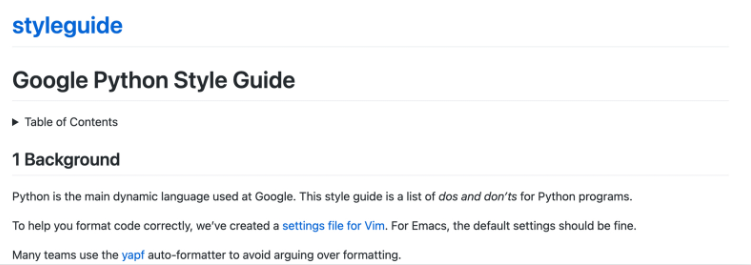 styleguide
Google Python Style Guide
Table of Contents
1 Background
Python is the main dynamic language used at Google. This style guide is a list of dos and don’ts for Python programs.
To help you format code correctly, we’ve created a settings file for Vim. For Emacs, the default settings should be fine.
Many teams use the yapf auto-formatter to avoid arguing over formatting.